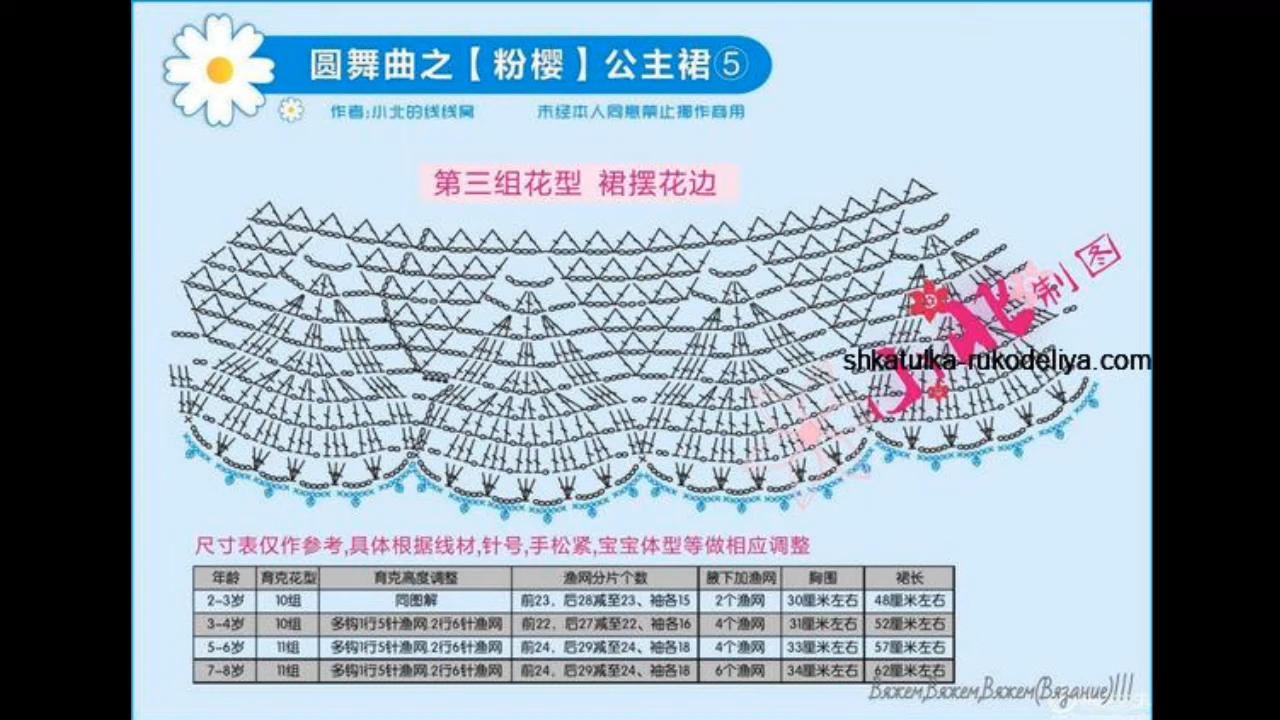 圆舞曲之【粉樱】公主裙⑤
作者:小北的线线窝 未经本人同意禁止擅作商用
第三组花型 裙摆花边
制图
shkatulka-rukodeliya.com
尺寸表仅作参考,具体根据线材,针号,手松紧,宝宝体型等做相应调整
年龄 育克花型 育克高度调整 渔网分片个数 腋下加渔网 胸围 裙长
2-3岁 10组 同图解 前23、后28减至23、袖各15 2个渔网 30厘米左右 48厘米左右
3-4岁 10组 多钩1行5针渔网.2行6针渔网 前22、后27减至22、袖各16 4个渔网 31厘米左右 52厘米左右
5-6岁 11组 多钩1行5针渔网.2行6针渔网 前24、后29减至24、袖各18 4个渔网 33厘米左右 57厘米左右
7-8岁 11组 多钩1行5针渔网.2行6针渔网 前24、后29减至24、袖各18 6个渔网 34厘米左右 62厘米左右
Вяжем,Вяжем,Вяжем(Вязание)!!!